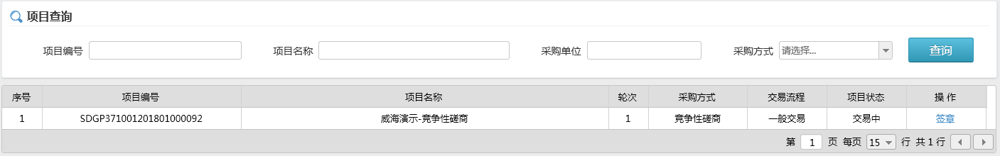 项目查询
项目编号 项目名称 采购单位 采购方式 请选择... 查询
序号 项目编号 项目名称 轮次 采购方式 交易流程 项目状态 操 作
1 SDGP371001201801000092 威海演示-竞争性磋商 1 竞争性磋商 一般交易 交易中 签章
第 1 页 每页 15 行 共 1 行